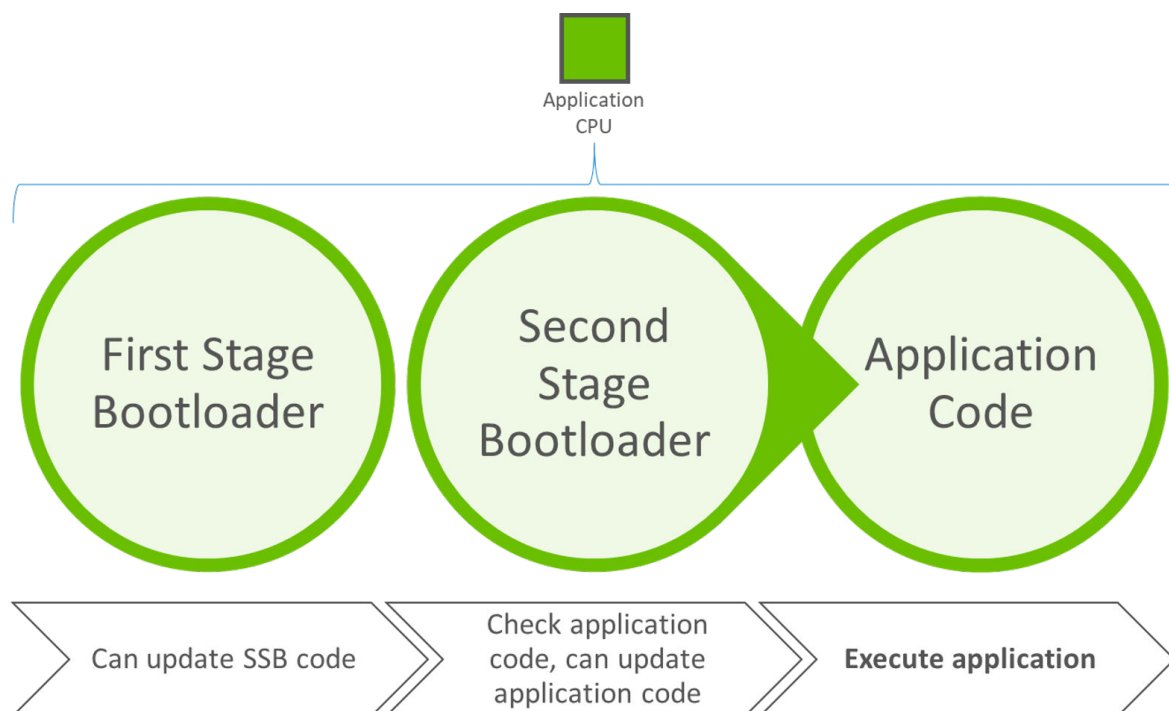 Application
CPU
First Stage
Bootloader
Second
Stage
Bootloader
Application
Code
Can update SSB code
Check application
code, can update
application code
Execute application